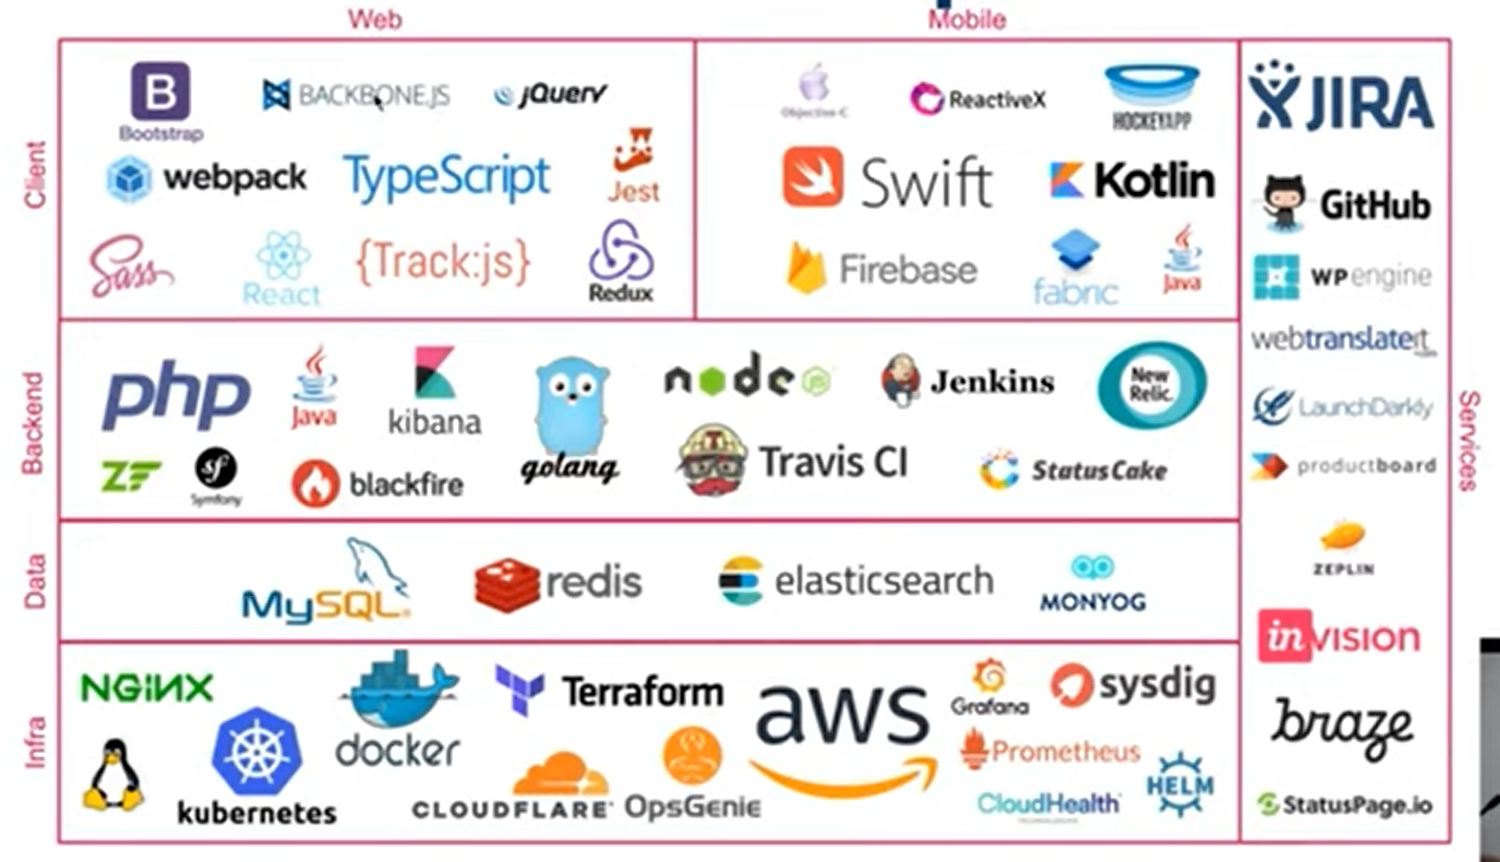 Web
Mobile
Client
B
Bootstrap
BACKBONE.JS
jQuery
webpack
TypeScript
Jest
Sass
React
{Track:js}
Redux
Objective-C
ReactiveX
HOCKEYAPP
Swift
Kotlin
Firebase
fabric
Java
Backend
php
Java
kibana
golang
node
JS
Jenkins
New
Relic.
ZF
sf
Symfony
blackfire
T
Travis CI
StatusCake
Data
MySQL
redis
elasticsearch
MONYOG
Infra
NGiNX
docker
Terraform
aws
Grafana
sysdig
kubernetes
CLOUDFLARE
OpsGenie
Prometheus
CloudHealth
HELM
Services
JIRA
GitHub
WP engine
webtranslateit
LaunchDarkly
productboard
ZEPLIN
inVISION
braze
StatusPage.io